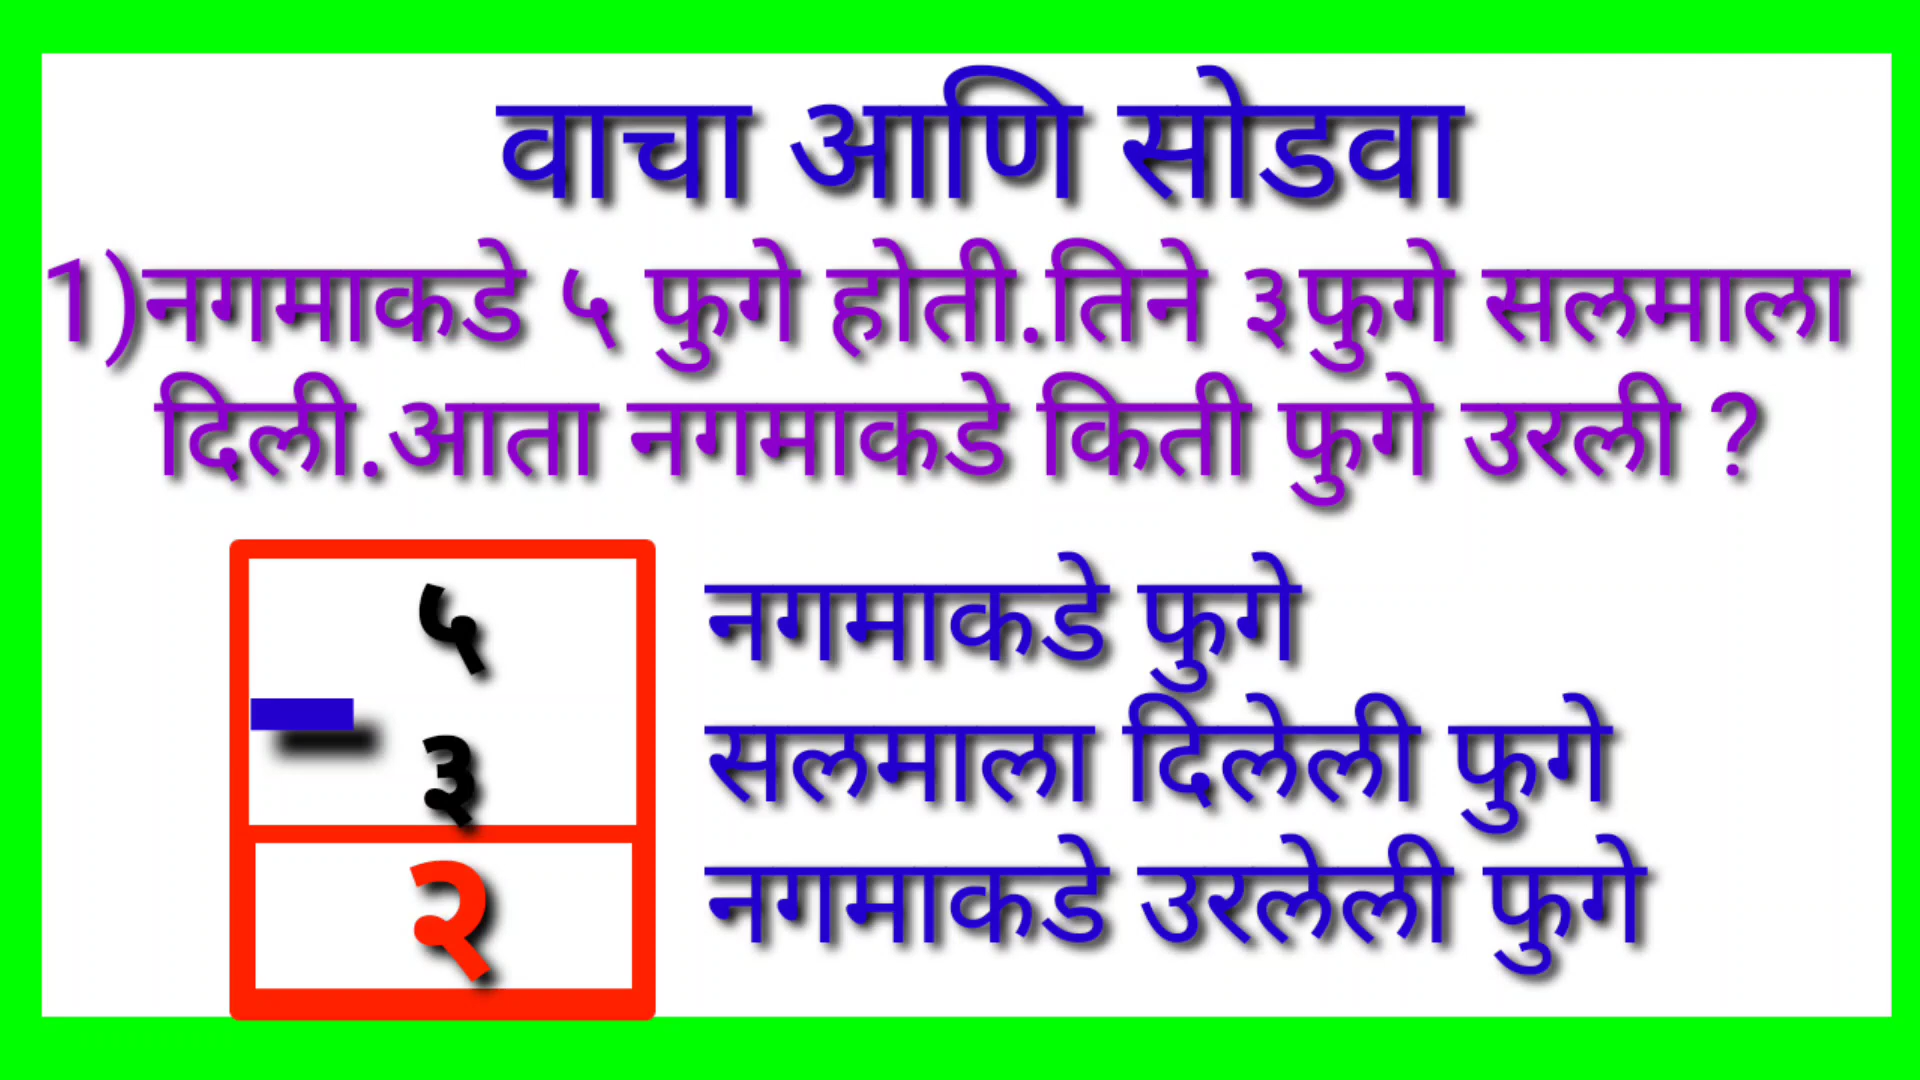 वाचा आणि सोडवा
1)नगमाकडे ५ फुगे होती.तिने ३फुगे सलमाला
दिली.आता नगमाकडे किती फुगे उरली ?
५ नगमाकडे फुगे
- ३ सलमाला दिलेली फुगे
२ नगमाकडे उरलेली फुगे